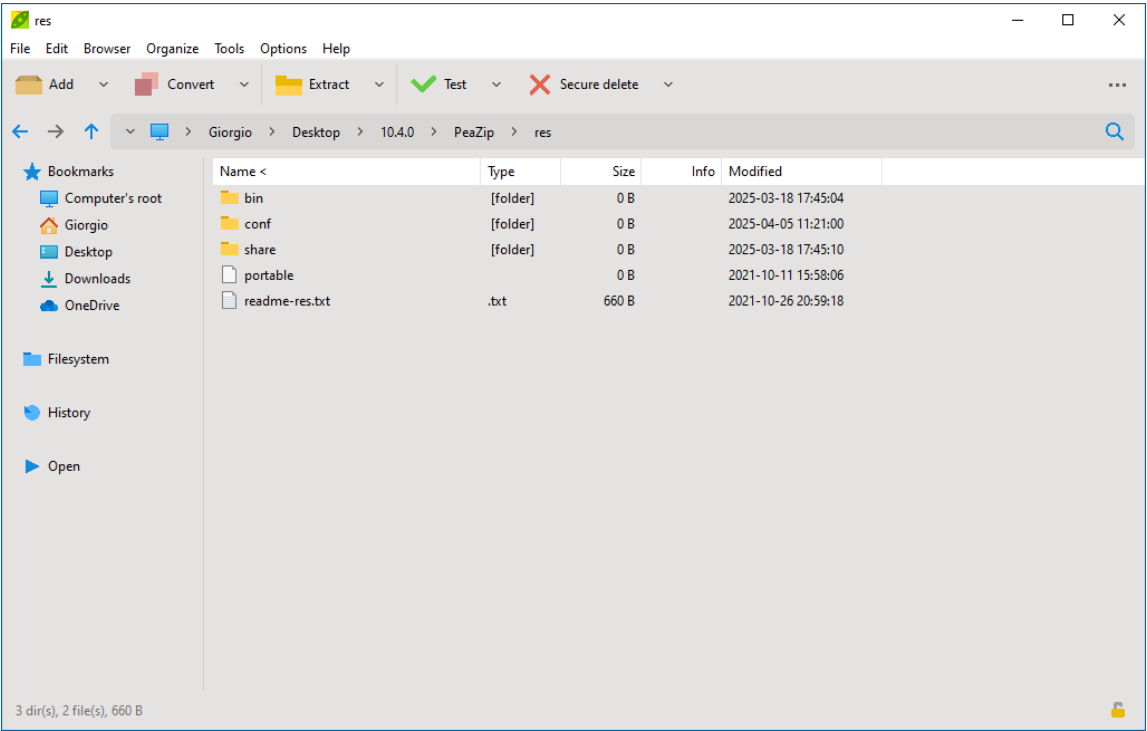 res
File Edit Browser Organize Tools Options Help
Add Convert Extract Test Secure delete
Giorgio > Desktop > 10.4.0 > PeaZip > res
Bookmarks
Computer's root
Giorgio
Desktop
Downloads
OneDrive
Filesystem
History
Open
Name < Type Size Info Modified
bin [folder] 0 B 2025-03-18 17:45:04
conf [folder] 0 B 2025-04-05 11:21:00
share [folder] 0 B 2025-03-18 17:45:10
portable 0 B 2021-10-11 15:58:06
readme-res.txt .txt 660 B 2021-10-26 20:59:18
3 dir(s), 2 file(s), 660 B